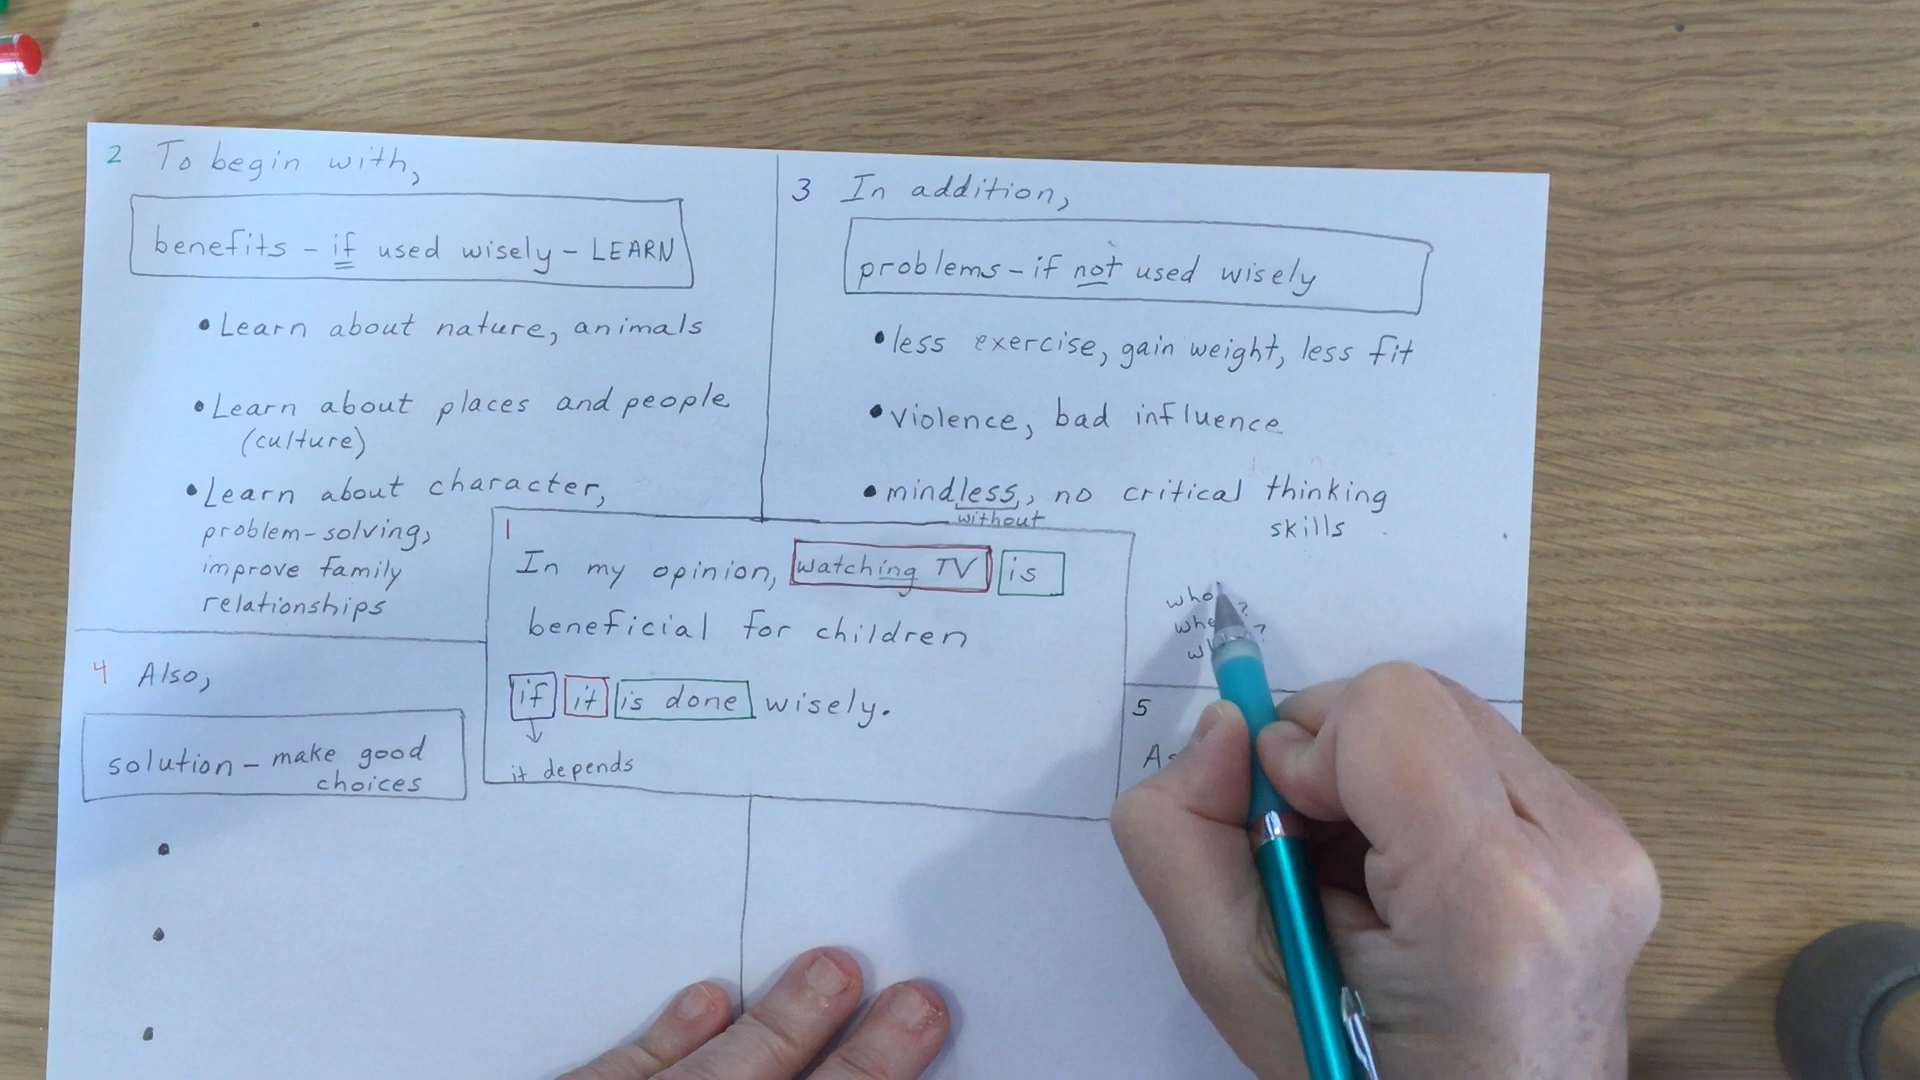 2 To begin with,
benefits - if used wisely - LEARN
• Learn about nature, animals
• Learn about places and people
(culture)
• Learn about character,
problem-solving,
improve family
relationships
3 In addition,
problems - if not used wisely
• less exercise, gain weight, less fit
• violence, bad influence
• mindless, no critical thinking
without
skills
1
In my opinion, watching TV is
beneficial for children
if it is done wisely.
it depends
4 Also,
solution - make good
choices
5